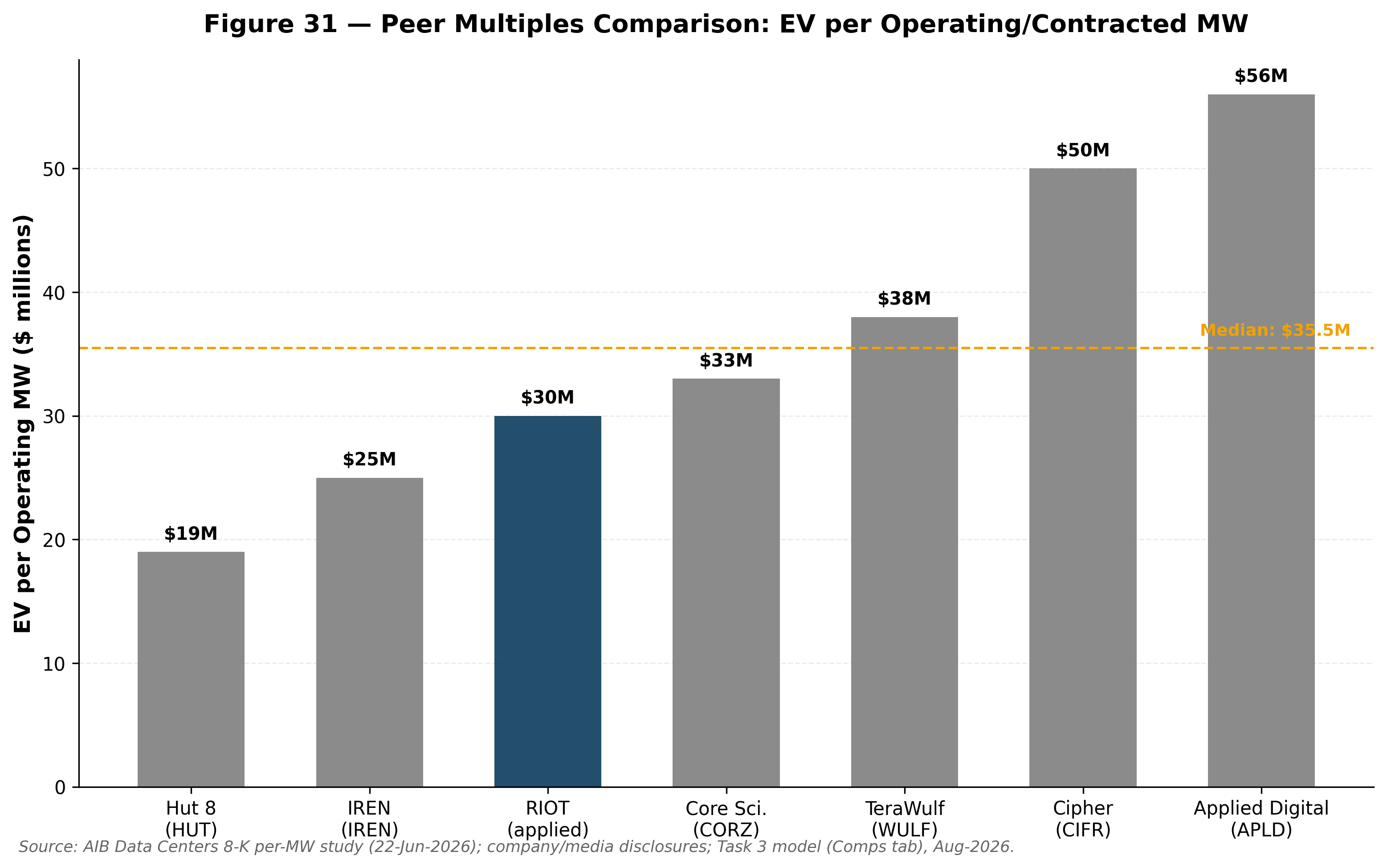 Figure 31 — Peer Multiples Comparison: EV per Operating/Contracted MW
EV per Operating MW ($ millions)
50
40
30
20
10
0
$19M
$25M
$30M
$33M
$38M
$50M
$56M
Median: $35.5M
Hut 8
(HUT)
IREN
(IREN)
RIOT
(applied)
Core Sci.
(CORZ)
TeraWulf
(WULF)
Cipher
(CIFR)
Applied Digital
(APLD)
Source: AIB Data Centers 8-K per-MW study (22-Jun-2026); company/media disclosures; Task 3 model (Comps tab), Aug-2026.